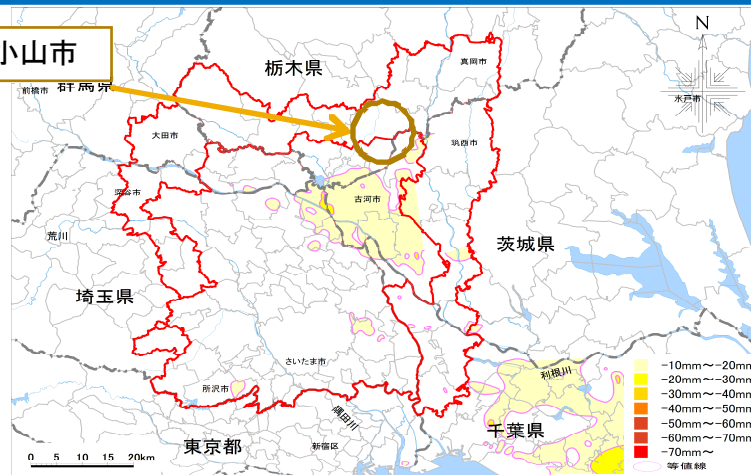 小山市
栃木県
N
真岡市
群馬県
前橋市
水戸市
大田市
筑西市
深谷市
古河市
荒川
茨城県
埼玉県
さいたま市
所沢市
利根川
隅田川
千葉県
東京都
新宿区
0 5 10 15 20km
-10mm～-20mm
-20mm～-30mm
-30mm～-40mm
-40mm～-50mm
-50mm～-60mm
-60mm～-70mm
-70mm～
等値線